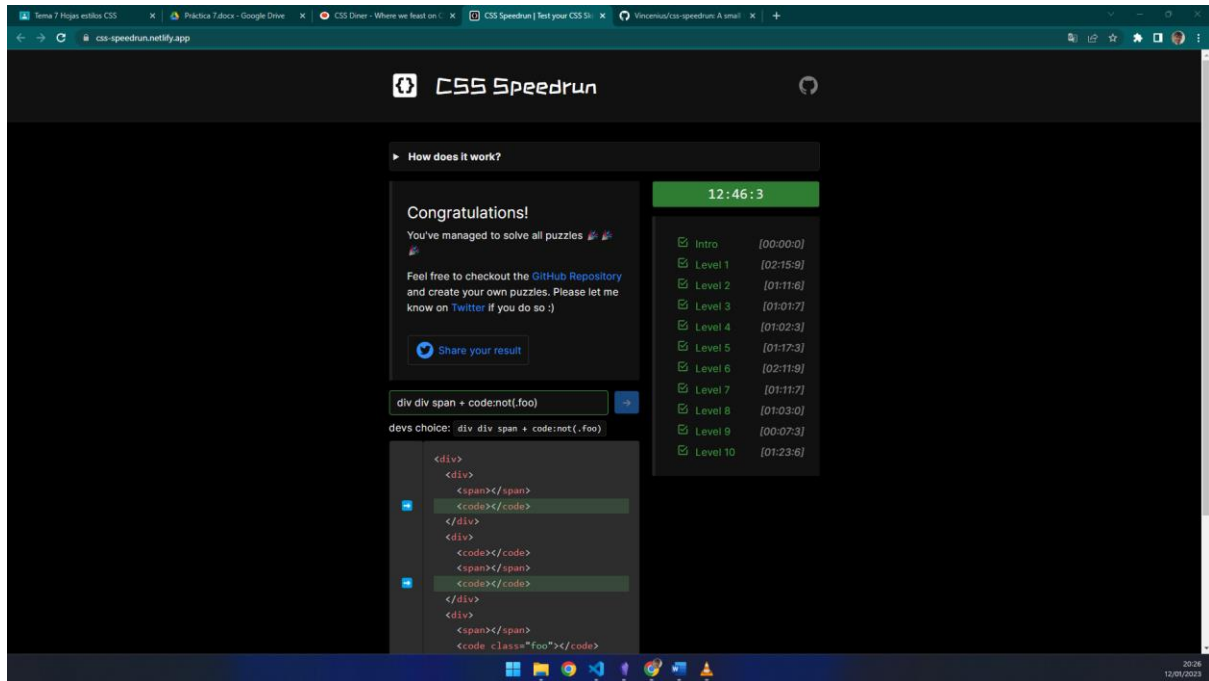 Tema 7 Hojas estilos CSS
Práctica 7.docx - Google Drive
CSS Diner - Where we feast on C
CSS Speedrun | Test your CSS Sk
Vincenius/css-speedrun: A small
css-speedrun.netlify.app
CSS Speedrun
How does it work?
Congratulations!
You've managed to solve all puzzles
Feel free to checkout the GitHub Repository
and create your own puzzles. Please let me
know on Twitter if you do so :)
Share your result
div div span + code:not(.foo)
devs choice: div div span + code:not(.foo)
<div>
<div>
<span></span>
<code></code>
</div>
<div>
<code></code>
<span></span>
<code></code>
</div>
<div>
<span></span>
<code class="foo"></code>
12:46:3
Intro [00:00:0]
Level 1 [02:15:9]
Level 2 [01:11:6]
Level 3 [01:01:7]
Level 4 [01:02:3]
Level 5 [01:17:3]
Level 6 [02:11:9]
Level 7 [01:11:7]
Level 8 [01:03:0]
Level 9 [00:07:3]
Level 10 [01:23:6]
20:26
12/01/2023